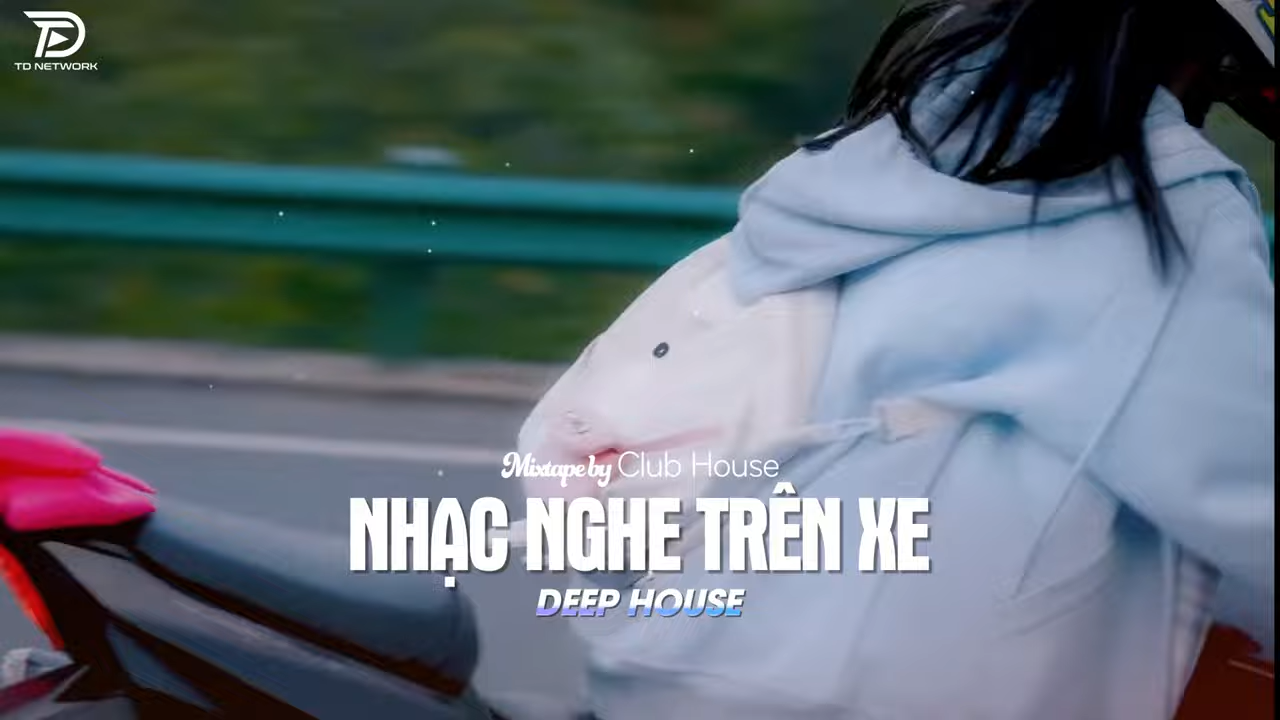 TD NETWORK
Mixtape by Club House
NHẠC NGHE TRÊN XE
DEEP HOUSE